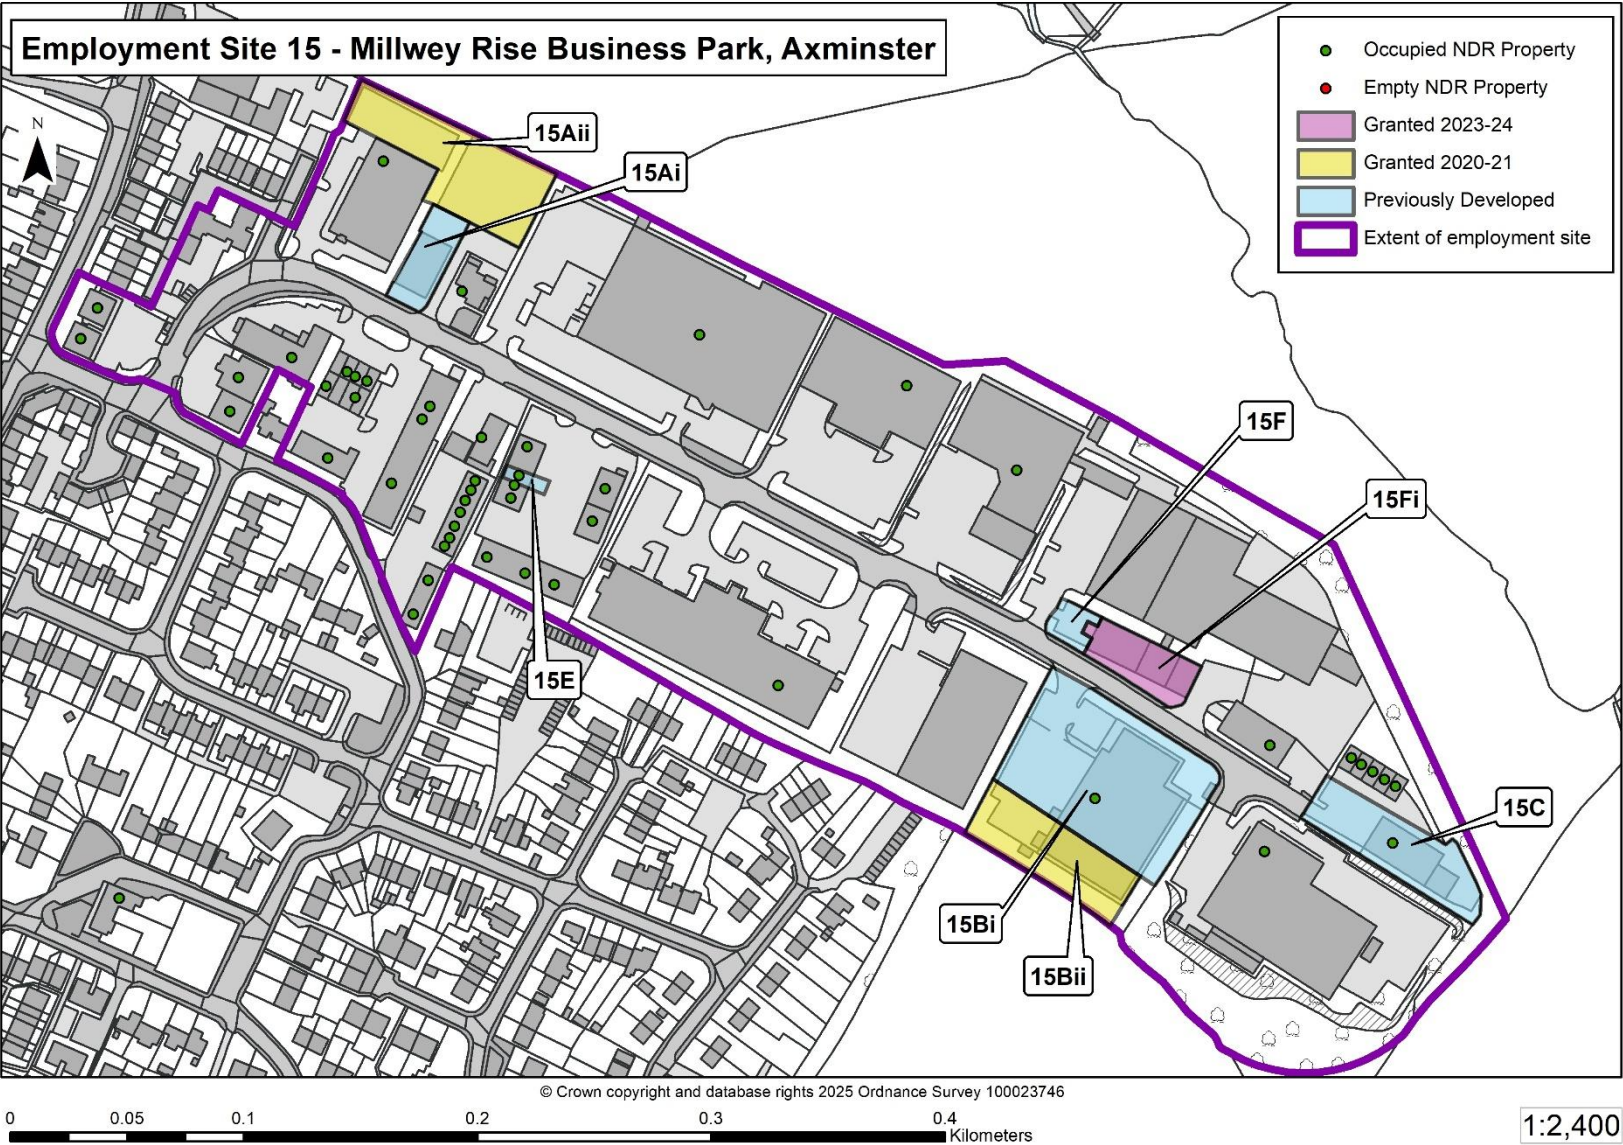 Employment Site 15 - Millwey Rise Business Park, Axminster
Occupied NDR Property
Empty NDR Property
Granted 2023-24
Granted 2020-21
Previously Developed
Extent of employment site
N
15Aii
15Ai
15F
15Fi
15E
15C
15Bi
15Bii
© Crown copyright and database rights 2025 Ordnance Survey 100023746
0 0.05 0.1 0.2 0.3 0.4
Kilometers
1:2,400